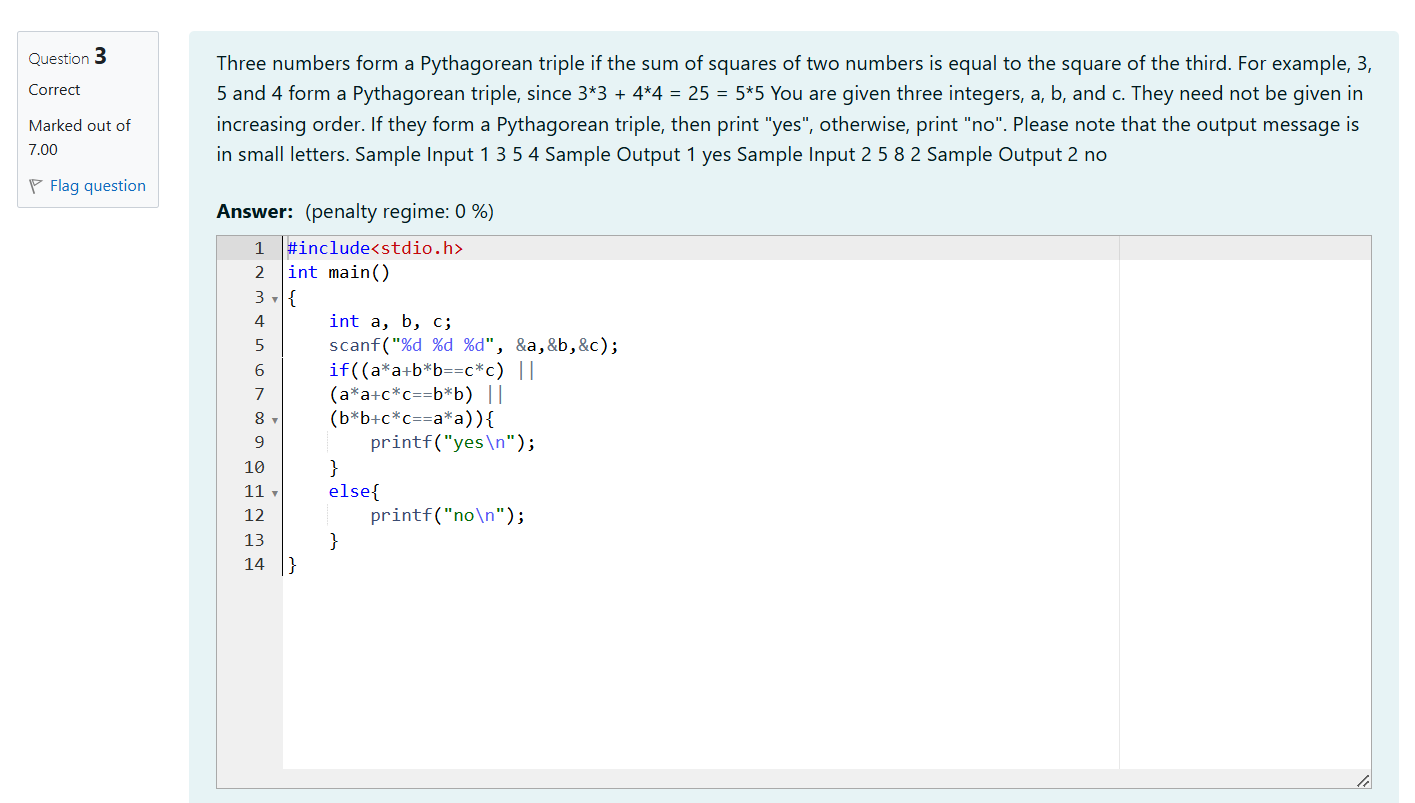 Question 3
Correct
Marked out of
7.00
Flag question
Three numbers form a Pythagorean triple if the sum of squares of two numbers is equal to the square of the third. For example, 3,
5 and 4 form a Pythagorean triple, since 3*3 + 4*4 = 25 = 5*5 You are given three integers, a, b, and c. They need not be given in
increasing order. If they form a Pythagorean triple, then print "yes", otherwise, print "no". Please note that the output message is
in small letters. Sample Input 1 3 5 4 Sample Output 1 yes Sample Input 2 5 8 2 Sample Output 2 no
Answer: (penalty regime: 0 %)
1 #include<stdio.h>
2 int main()
3 {
4     int a, b, c;
5     scanf("%d %d %d", &a,&b,&c);
6     if((a*a+b*b==c*c) ||
7     (a*a+c*c==b*b) ||
8     (b*b+c*c==a*a)){
9         printf("yes\n");
10     }
11     else{
12         printf("no\n");
13     }
14 }